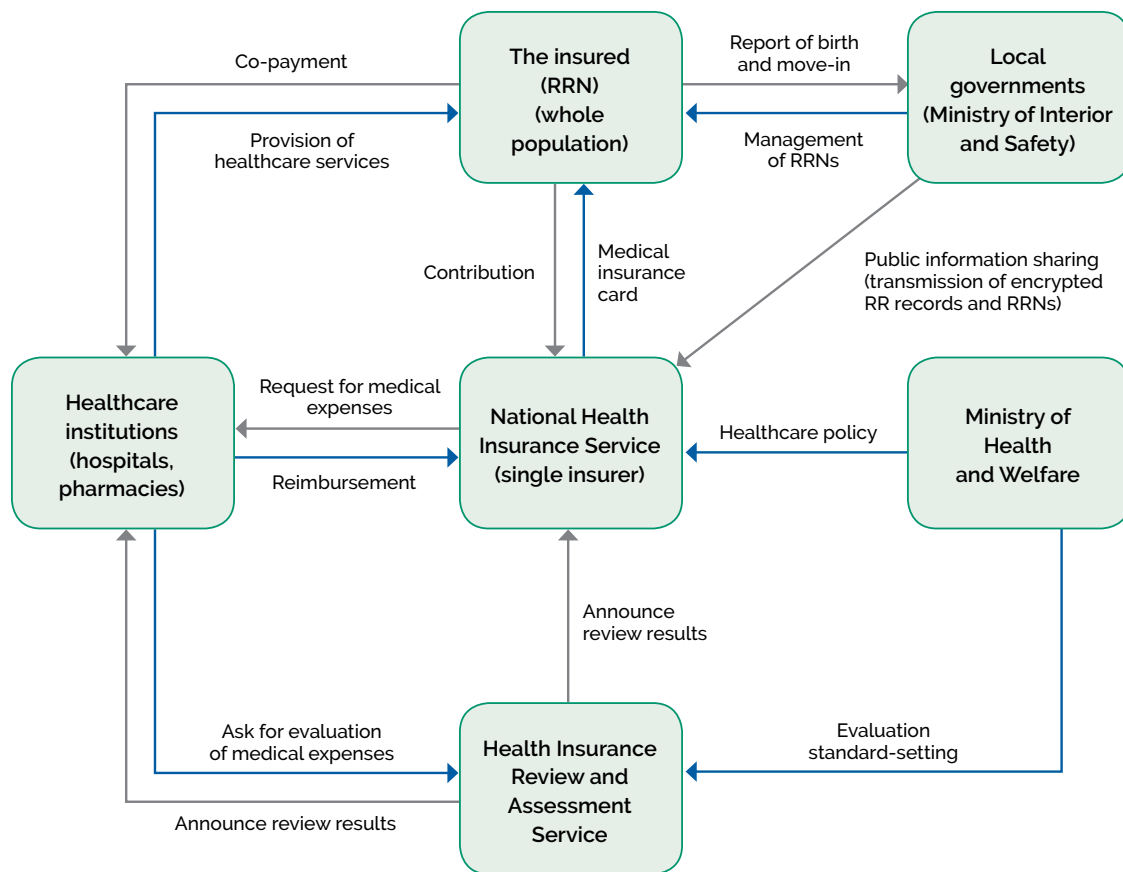 Co-payment
The insured
(RRN)
(whole
population)
Report of birth
and move-in
Local
governments
(Ministry of Interior
and Safety)
Provision of
healthcare services
Management
of RRNs
Contribution
Medical
insurance
card
Public information sharing
(transmission of encrypted
RR records and RRNs)
Healthcare
institutions
(hospitals,
pharmacies)
Request for medical
expenses
Reimbursement
National Health
Insurance Service
(single insurer)
Healthcare policy
Ministry of
Health
and Welfare
Announce
review results
Ask for evaluation
of medical expenses
Announce review results
Health Insurance
Review and
Assessment
Service
Evaluation
standard-setting